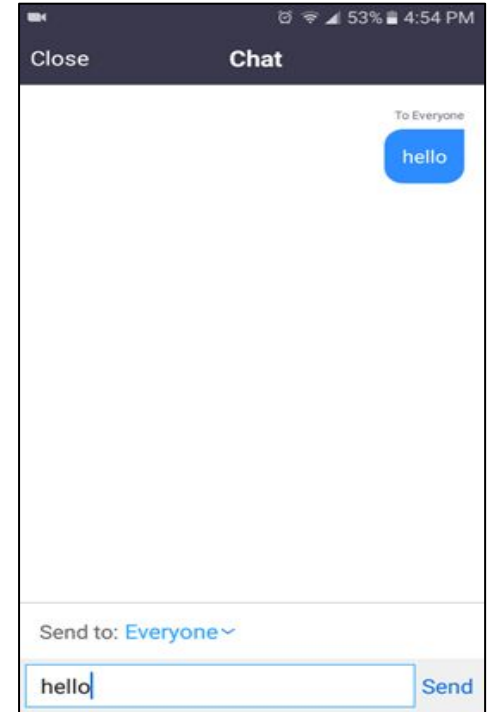 53% 4:54 PM
Close Chat
To Everyone
hello
Send to: Everyone
hello Send